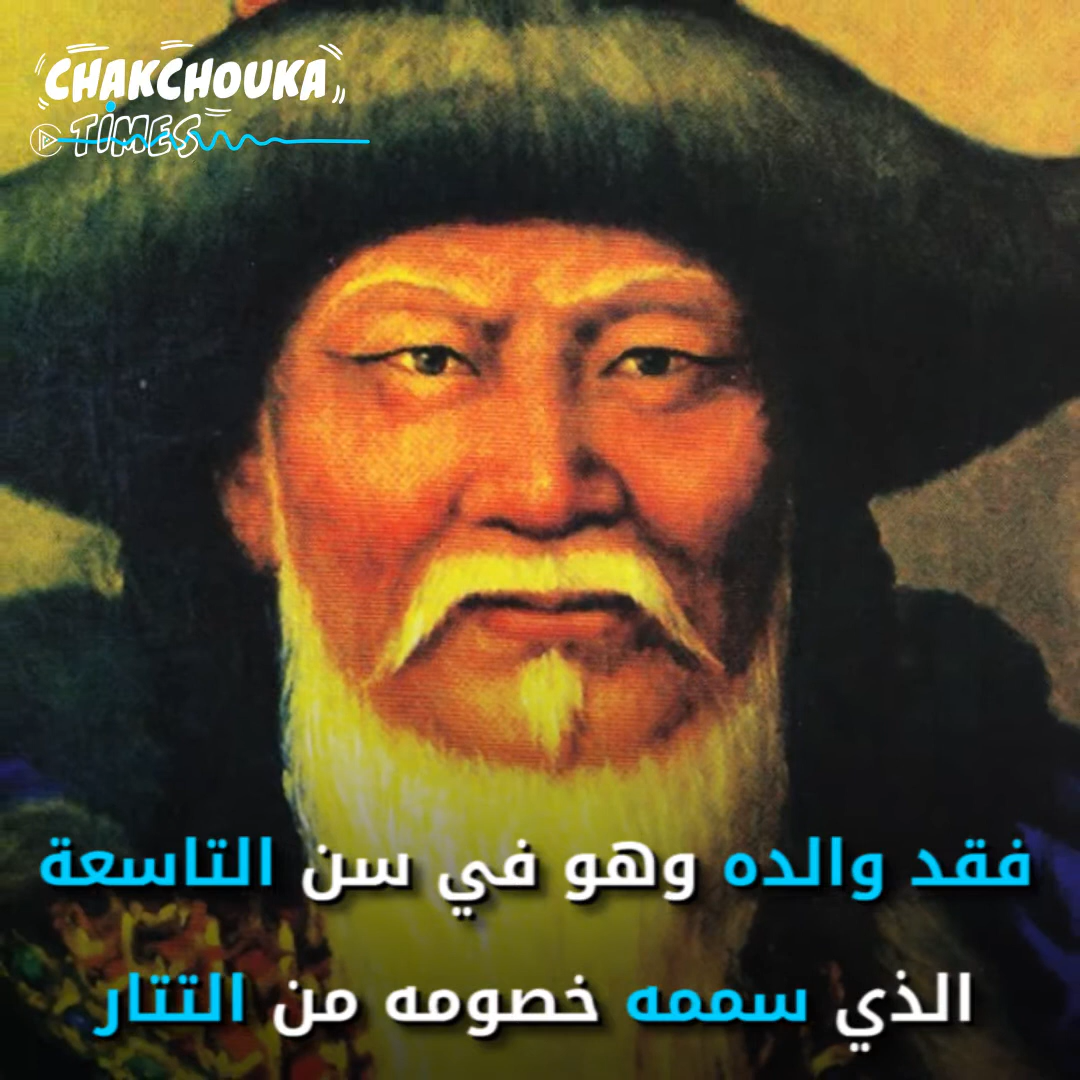 CHAKCHOUKA
TIMES
فقد والده وهو في سن التاسعة
الذي سممه خصومه من التتار